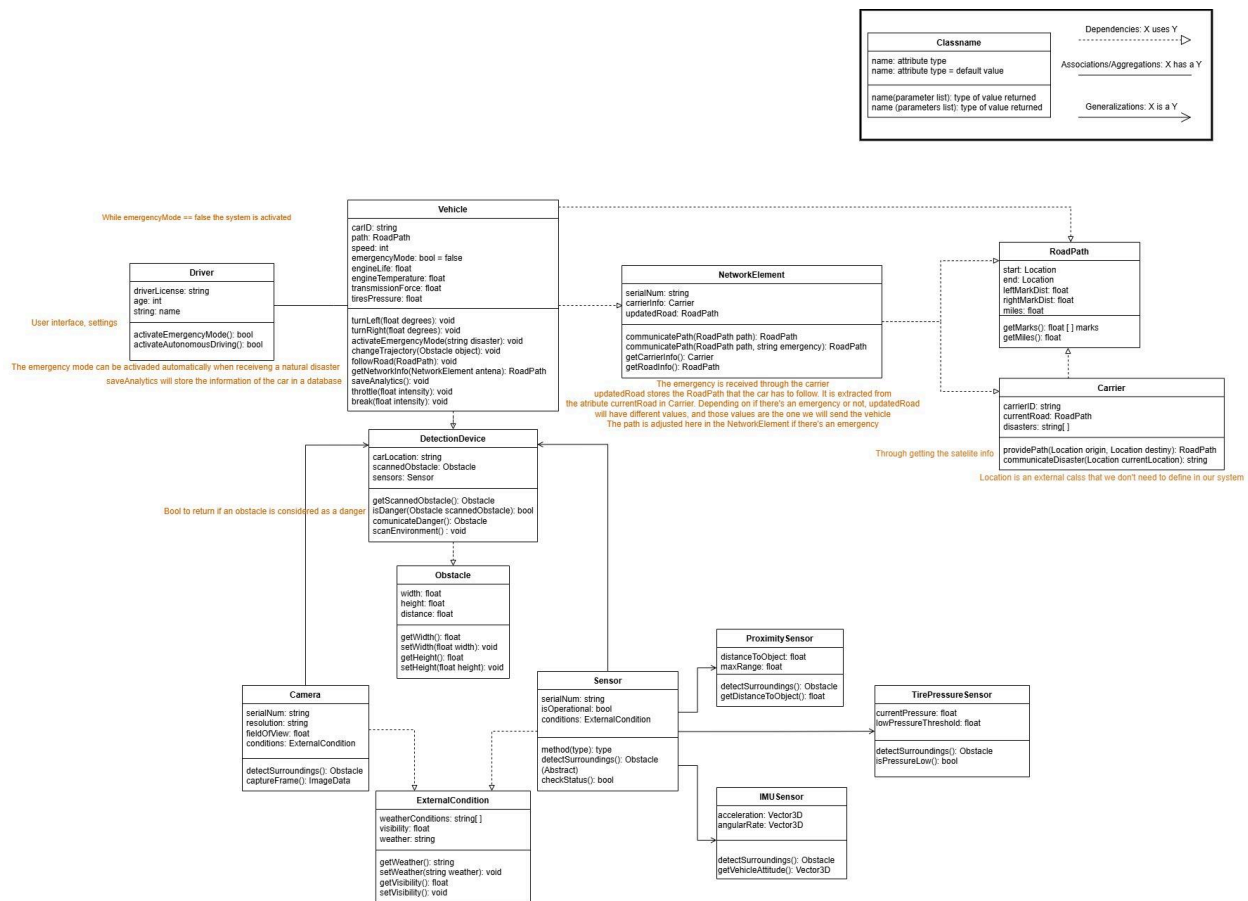 Classname
name: attribute type
name: attribute type = default value
name(parameter list): type of value returned
name (parameters list): type of value returned
Dependencies: X uses Y
Associations/Aggregations: X has a Y
Generalizations: X is a Y
While emergencyMode == false the system is activated
Vehicle
carID: string
path: RoadPath
speed: int
emergencyMode: bool = false
engineLife: float
engineTemperature: float
transmissionForce: float
tiresPressure: float
turnLeft(float degrees): void
turnRight(float degrees): void
activateEmergencyMode(string disaster): void
changeTrajectory(Obstacle object): void
followRoad(RoadPath): void
getNetworkInfo(NetworkElement antena): RoadPath
saveAnalytics(): void
throttle(float intensity): void
break(float intensity): void
Driver
driverLicense: string
age: int
string: name
activateEmergencyMode(): bool
activateAutonomousDriving(): bool
User interface, settings
The emergency mode can be activaded automatically when receiveng a natural disaster
saveAnalytics will store the information of the car in a database
NetworkElement
serialNum: string
carrierInfo: Carrier
updatedRoad: RoadPath
communicatePath(RoadPath path): RoadPath
communicatePath(RoadPath path, string emergency): RoadPath
getCarrierInfo(): Carrier
getRoadInfo(): RoadPath
The emergency is received through the carrier
updatedRoad stores the RoadPath that the car has to follow. It is extracted from
the atribute currentRoad in Carrier. Depending on if there's an emergency or not, updatedRoad
will have different values, and those values are the one we will send the vehicle
The path is adjusted here in the NetworkElement if there's an emergency
RoadPath
start: Location
end: Location
leftMarkDist: float
rightMarkDist: float
miles: float
getMarks(): float [ ] marks
getMiles(): float
Carrier
carrierID: string
currentRoad: RoadPath
disasters: string[ ]
providePath(Location origin, Location destiny): RoadPath
communicateDisaster(Location currentLocation): string
Through getting the satelite info
Location is an external calss that we don't need to define in our system
DetectionDevice
carLocation: string
scannedObstacle: Obstacle
sensors: Sensor
getScannedObstacle(): Obstacle
isDanger(Obstacle scannedObstacle): bool
comunicateDanger(): Obstacle
scanEnvironment() : void
Bool to return if an obstacle is considered as a danger
Obstacle
width: float
height: float
distance: float
getWidth(): float
setWidth(float width): void
getHeight(): float
setHeight(float height): void
Camera
serialNum: string
resolution: string
fieldOfView: float
conditions: ExternalCondition
detectSurroundings(): Obstacle
captureFrame(): ImageData
Sensor
serialNum: string
isOperational: bool
conditions: ExternalCondition
method(type): type
detectSurroundings(): Obstacle
(Abstract)
checkStatus(): bool
ProximitySensor
distanceToObject: float
maxRange: float
detectSurroundings(): Obstacle
getDistanceToObject(): float
TirePressureSensor
currentPressure: float
lowPressureThreshold: float
detectSurroundings(): Obstacle
isPressureLow(): bool
IMUSensor
acceleration: Vector3D
angularRate: Vector3D
detectSurroundings(): Obstacle
getVehicleAttitude(): Vector3D
ExternalCondition
weatherConditions: string[ ]
visibility: float
weather: string
getWeather(): string
setWeather(string weather): void
getVisibility(): float
setVisibility(): void